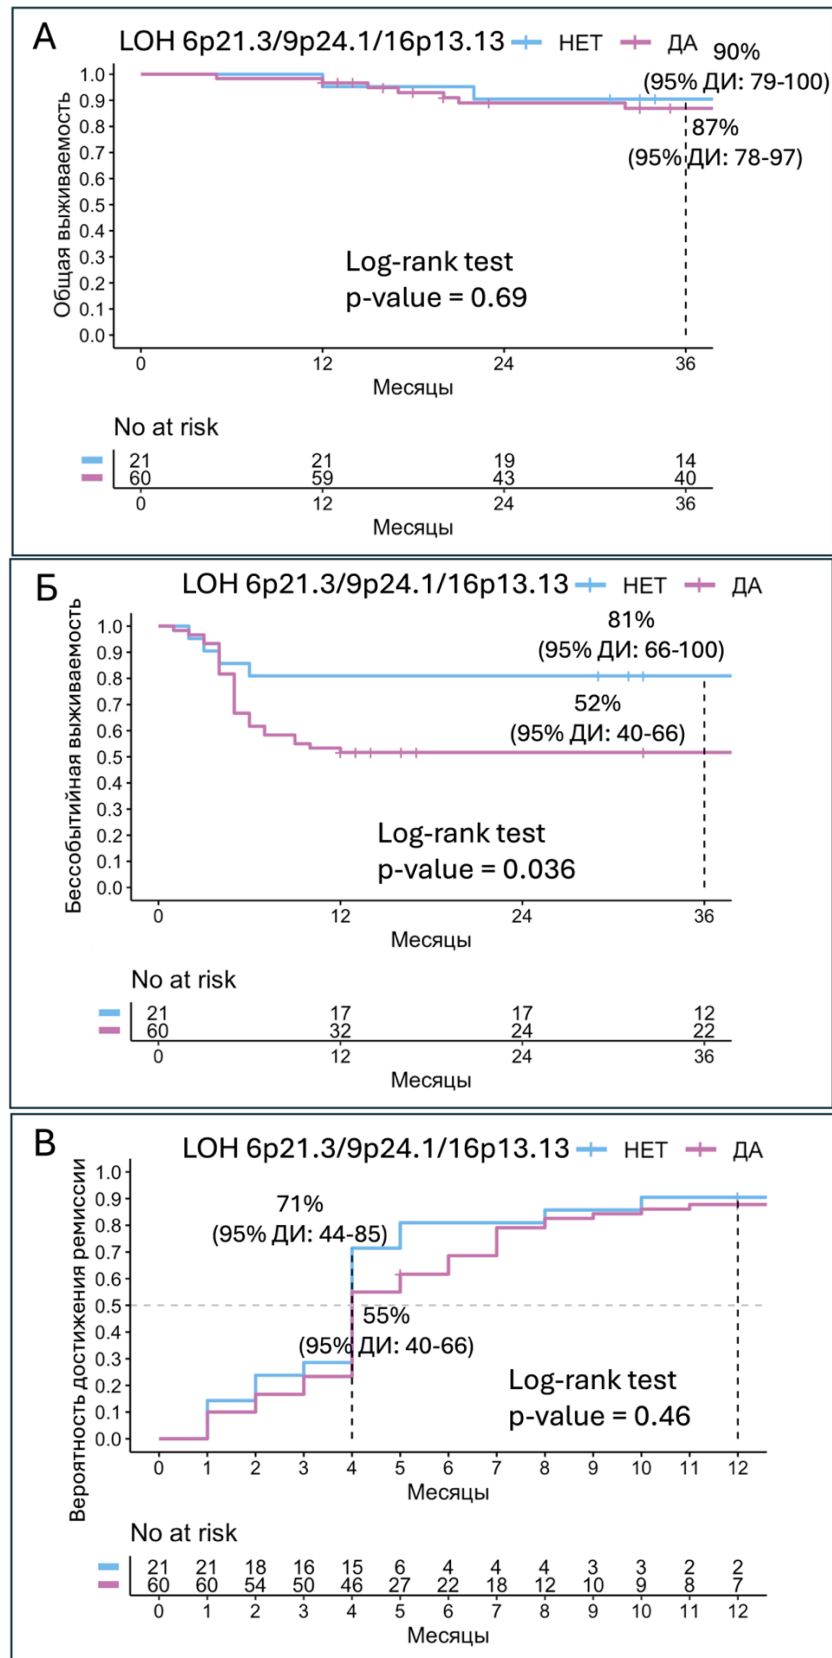 А
LOH 6p21.3/9p24.1/16p13.13 НЕТ ДА
90%
(95% ДИ: 79-100)
87%
(95% ДИ: 78-97)
Общая выживаемость
1.0
0.9
0.8
0.7
0.6
0.5
0.4
0.3
0.2
0.1
0.0
Log-rank test
p-value = 0.69
0 12 24 36
Месяцы
No at risk
21 21 19 14
60 59 43 40
0 12 24 36
Месяцы
Б
LOH 6p21.3/9p24.1/16p13.13 НЕТ ДА
81%
(95% ДИ: 66-100)
52%
(95% ДИ: 40-66)
Бессобытийная выживаемость
1.0
0.9
0.8
0.7
0.6
0.5
0.4
0.3
0.2
0.1
0.0
Log-rank test
p-value = 0.036
0 12 24 36
Месяцы
No at risk
21 17 17 12
60 32 24 22
0 12 24 36
Месяцы
В
LOH 6p21.3/9p24.1/16p13.13 НЕТ ДА
71%
(95% ДИ: 44-85)
55%
(95% ДИ: 40-66)
Вероятность достижения ремиссии
1.0
0.9
0.8
0.7
0.6
0.5
0.4
0.3
0.2
0.1
0.0
Log-rank test
p-value = 0.46
0 1 2 3 4 5 6 7 8 9 10 11 12
Месяцы
No at risk
21 21 18 16 15 6 4 4 4 3 3 2 2
60 60 54 50 46 27 22 18 12 10 9 8 7
0 1 2 3 4 5 6 7 8 9 10 11 12
Месяцы